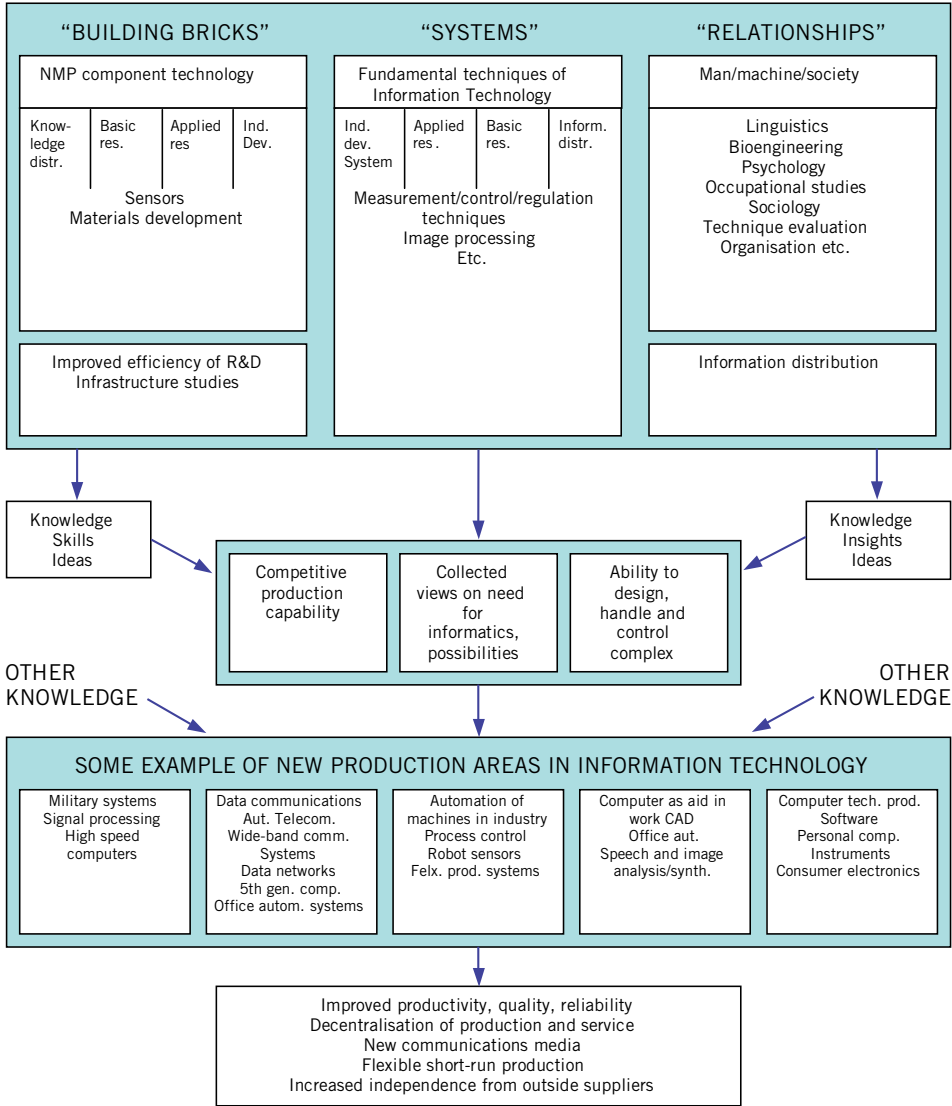 “BUILDING BRICKS”
NMP component technology
Know-
ledge
distr.
Basic
res.
Applied
res
Ind.
Dev.
Sensors
Materials development
Improved efficiency of R&D
Infrastructure studies
“SYSTEMS”
Fundamental techniques of
Information Technology
Ind.
dev.
System
Applied
res.
Basic
res.
Inform.
distr.
Measurement/control/regulation
techniques
Image processing
Etc.
“RELATIONSHIPS”
Man/machine/society
Linguistics
Bioengineering
Psychology
Occupational studies
Sociology
Technique evaluation
Organisation etc.
Information distribution
Knowledge
Skills
Ideas
Knowledge
Insights
Ideas
Competitive
production
capability
Collected
views on need
for
informatics,
possibilities
Ability to
design,
handle and
control
complex
OTHER
KNOWLEDGE
OTHER
KNOWLEDGE
SOME EXAMPLE OF NEW PRODUCTION AREAS IN INFORMATION TECHNOLOGY
Military systems
Signal processing
High speed
computers
Data communications
Aut. Telecom.
Wide-band comm.
Systems
Data networks
5th gen. comp.
Office autom. systems
Automation of
machines in industry
Process control
Robot sensors
Felx. prod. systems
Computer as aid in
work CAD
Office aut.
Speech and image
analysis/synth.
Computer tech. prod.
Software
Personal comp.
Instruments
Consumer electronics
Improved productivity, quality, reliability
Decentralisation of production and service
New communications media
Flexible short-run production
Increased independence from outside suppliers